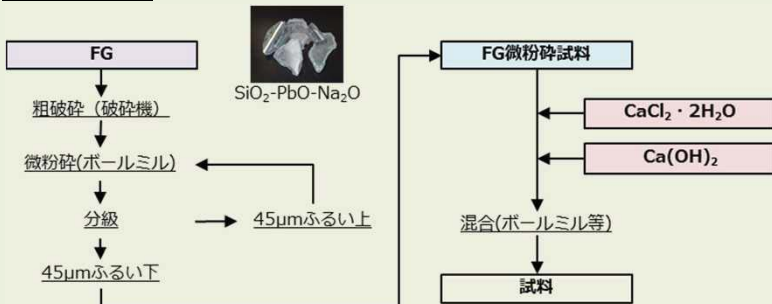 FG
SiO₂-PbO-Na₂O
粗破砕（破砕機）
微粉砕(ボールミル)
分級
45μmふるい上
45μmふるい下
FG微粉砕試料
CaCl₂・2H₂O
Ca(OH)₂
混合(ボールミル等)
試料